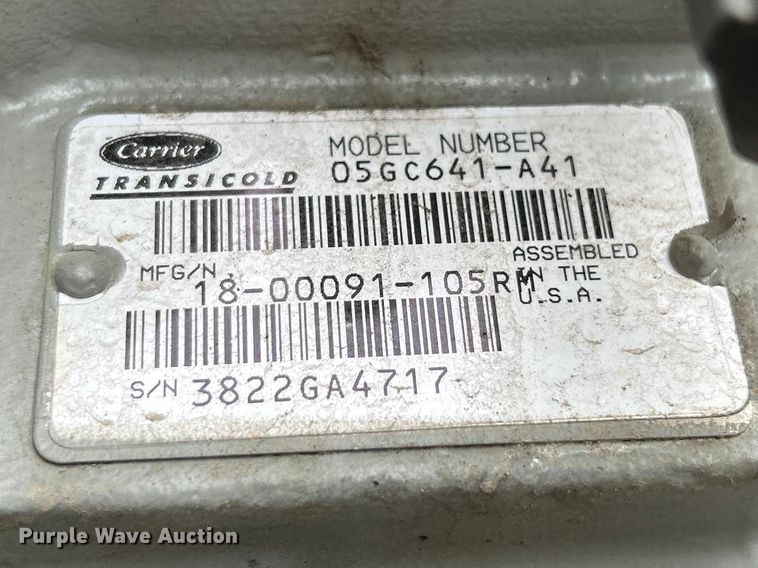 Carrier
TRANSICOLD
MODEL NUMBER
05GC641-A41
MFG/N
18-00091-105RM
ASSEMBLED
IN THE
U.S.A.
S/N 3822GA4717
Purple Wave Auction